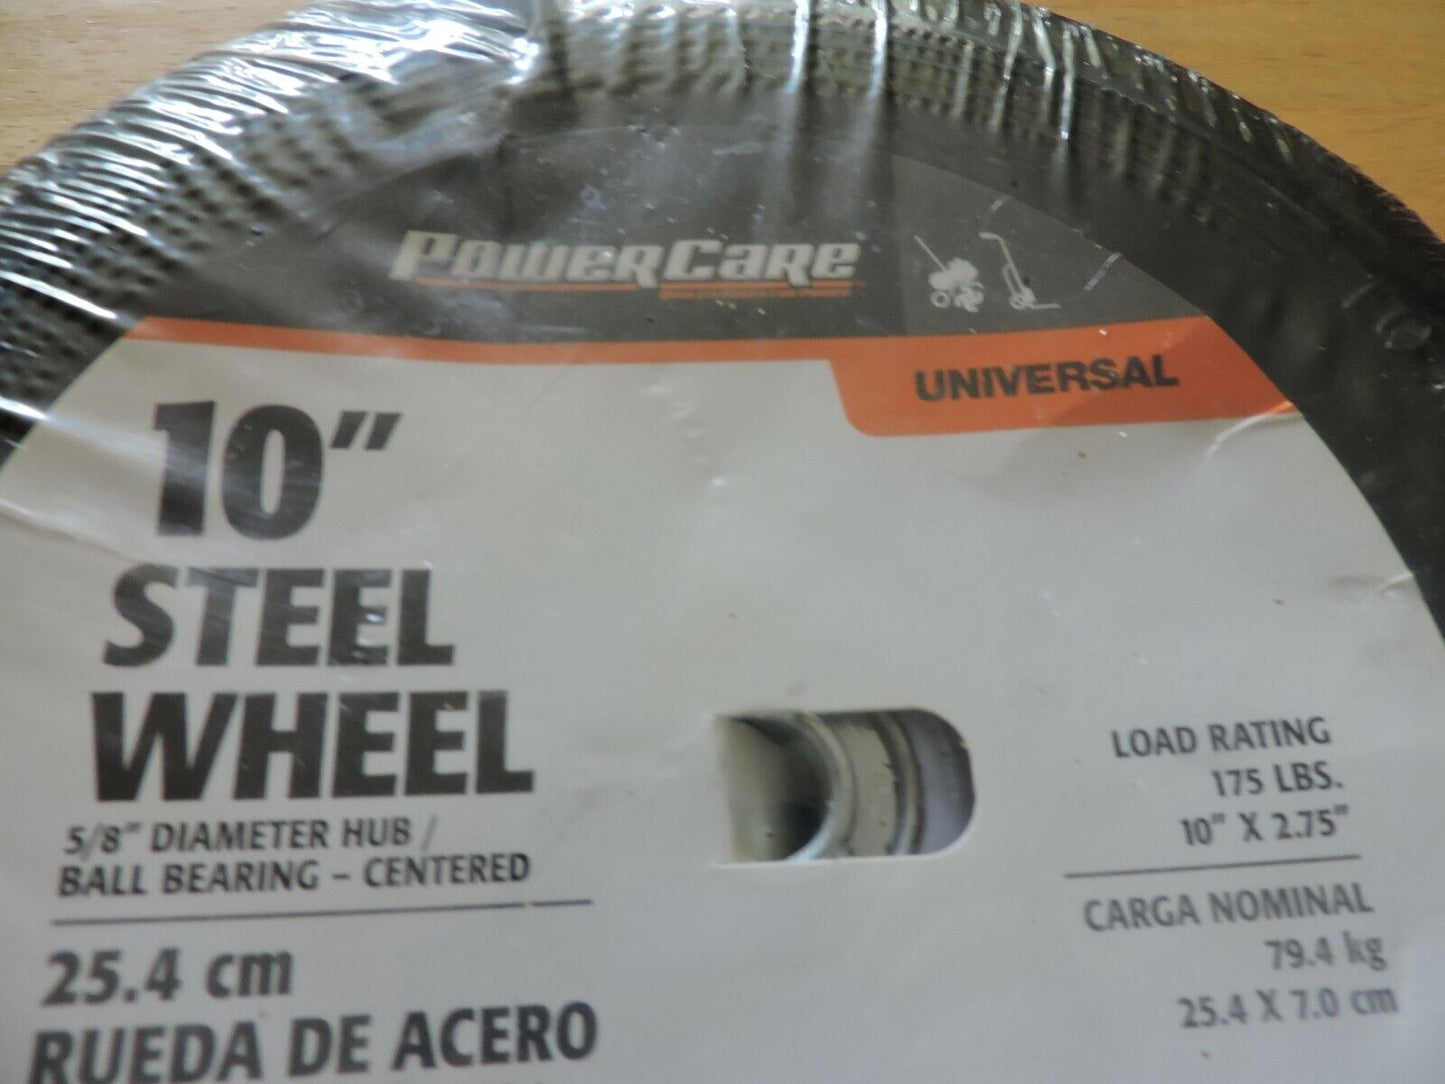 PowerCare
UNIVERSAL
10"
STEEL
WHEEL
5/8" DIAMETER HUB /
BALL BEARING – CENTERED
25.4 cm
RUEDA DE ACERO
LOAD RATING
175 LBS.
10" X 2.75"
CARGA NOMINAL
79.4 kg
25.4 X 7.0 cm